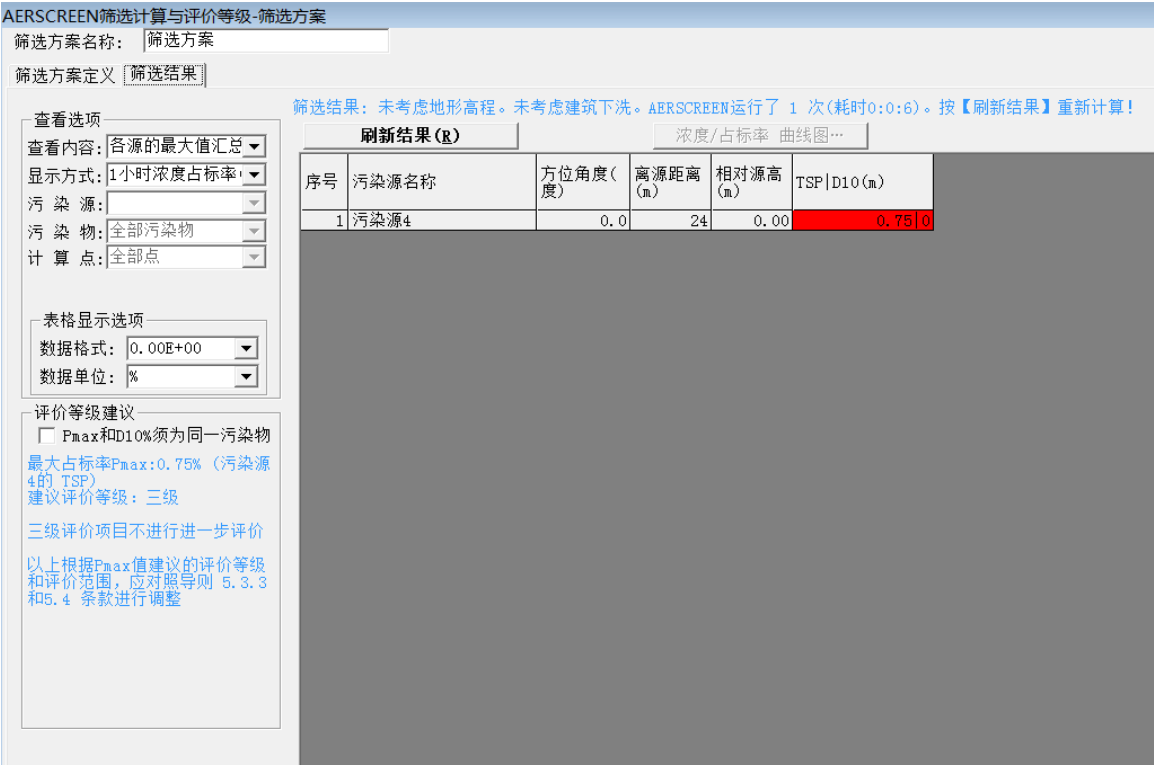 AERSCREEN筛选计算与评价等级-筛选方案
筛选方案名称: 筛选方案
筛选方案定义 筛选结果
筛选结果: 未考虑地形高程。未考虑建筑下洗。AERSCREEN运行了 1 次(耗时0:0:6)。按【刷新结果】重新计算!
刷新结果(R) 浓度/占标率 曲线图…
查看选项
查看内容: 各源的最大值汇总
显示方式: 1小时浓度占标率
污 染 源:
污 染 物: 全部污染物
计 算 点: 全部点
表格显示选项
数据格式: 0.00E+00
数据单位: %
评价等级建议
Pmax和D10%须为同一污染物
最大占标率Pmax:0.75% (污染源
4的 TSP)
建议评价等级: 三级
三级评价项目不进行进一步评价
以上根据Pmax值建议的评价等级
和评价范围,应对照导则 5.3.3
和5.4 条款进行调整
序号 污染源名称 方位角度(度) 离源距离(m) 相对源高(m) TSP|D10(m)
1 污染源4 0.0 24 0.00 0.75|0